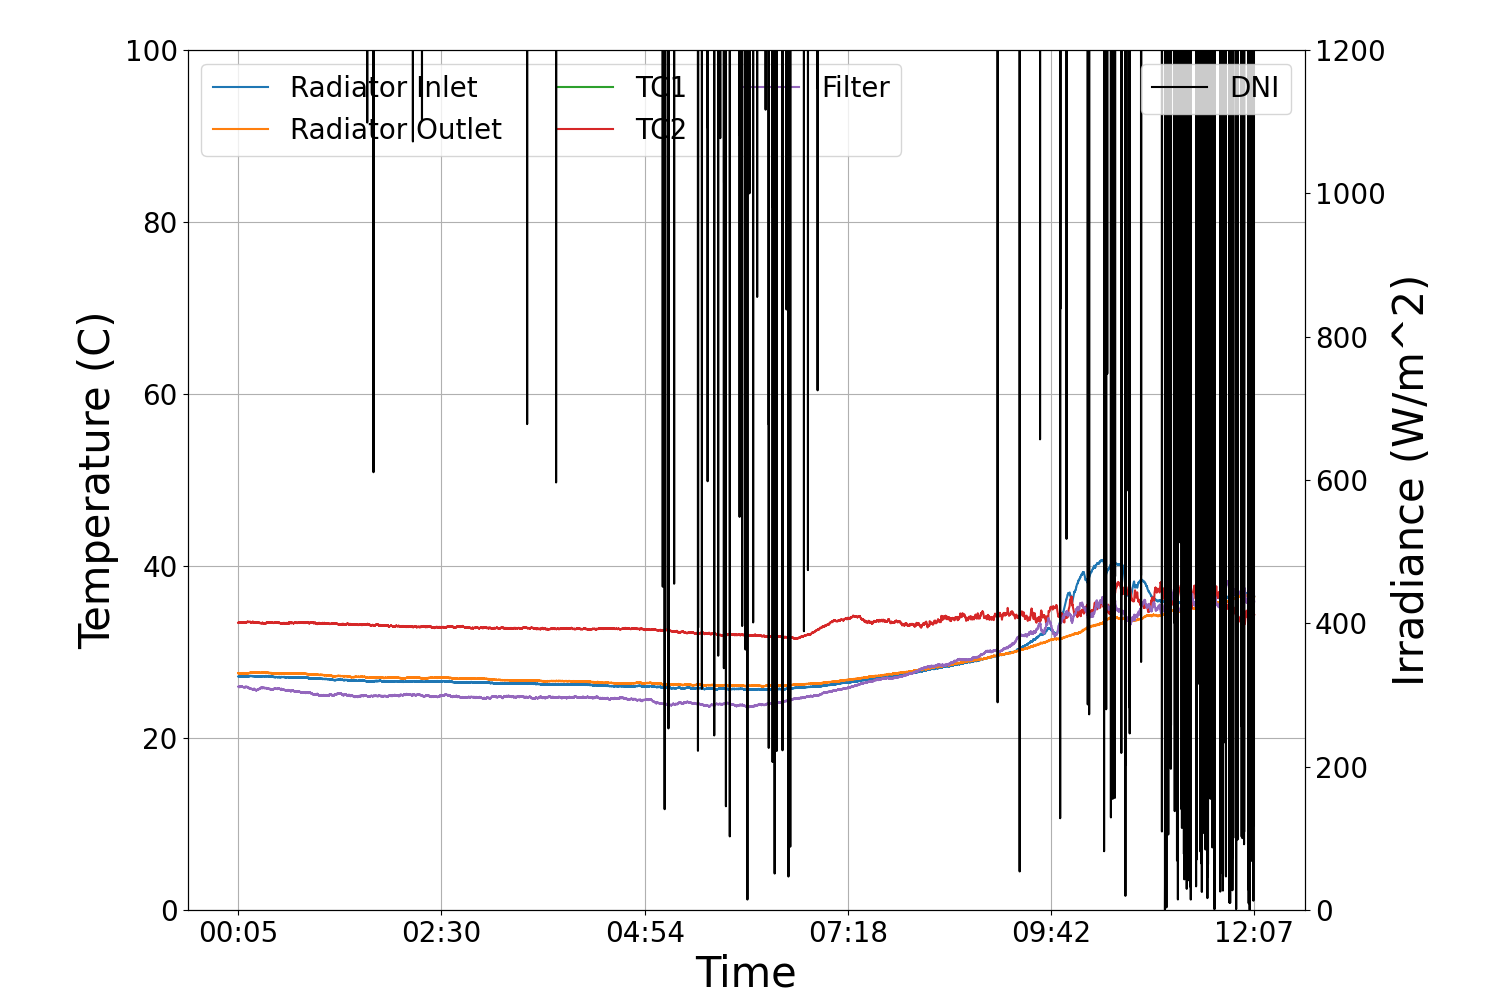 100
80
60
40
20
0
Temperature (C)
Radiator Inlet
Radiator Outlet
TC1
TC2
Filter
DNI
1200
1000
800
600
400
200
0
Irradiance (W/m^2)
00:05 02:30 04:54 07:18 09:42 12:07
Time